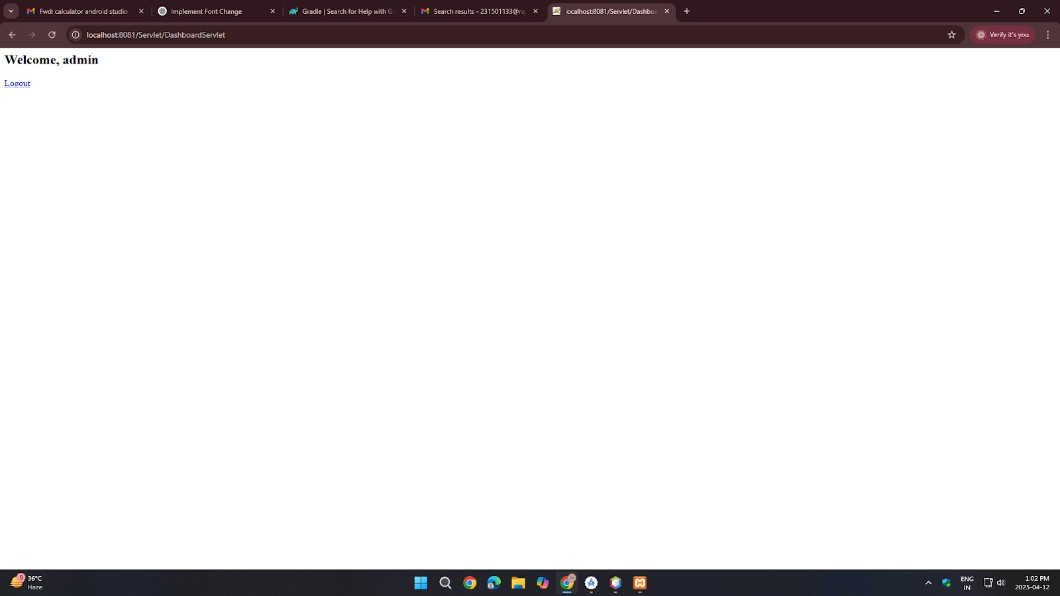 Fwd: calculator android studio
Implement Font Change
Gradle | Search for Help with G
Search results - 231501133@raj
localhost:8081/Servlet/Dashboa
localhost:8081/Servlet/DashboardServlet
Verify it's you
Welcome, admin
Logout
36°C
Haze
ENG
IN
1:02 PM
2025-04-12